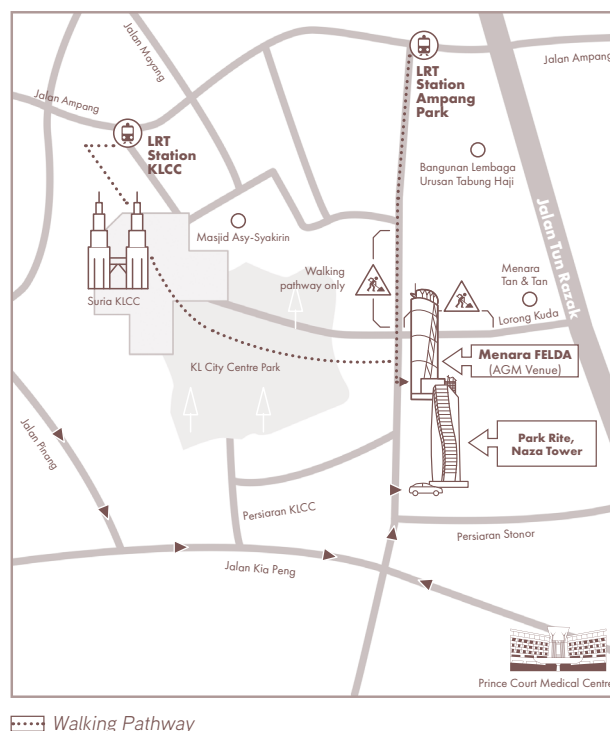 Jalan Mayang
Jalan Ampang
Jalan Ampang
LRT
Station
Ampang
Park
LRT
Station
KLCC
Bangunan Lembaga
Urusan Tabung Haji
Jalan Tun Razak
Masjid Asy-Syakirin
Walking
pathway only
Menara
Tan & Tan
Lorong Kuda
Suria KLCC
Menara FELDA
(AGM Venue)
KL City Centre Park
Park Rite,
Naza Tower
Jalan Pinang
Persiaran KLCC
Persiaran Stonor
Jalan Kia Peng
Prince Court Medical Centre
Walking Pathway